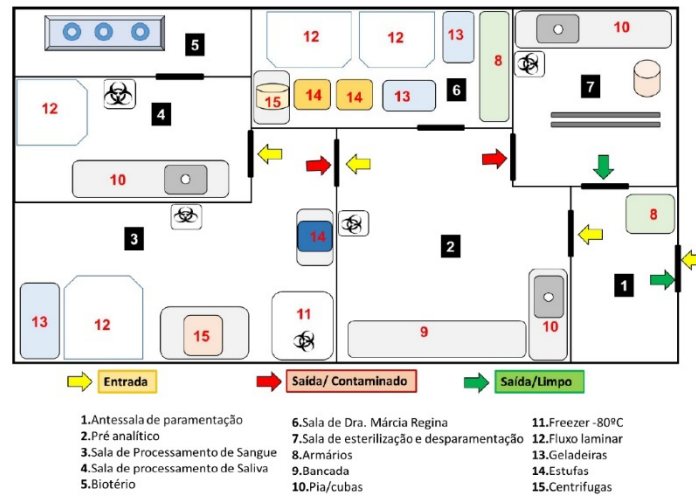 5
12
12
13
8
10
15
14
14
13
6
7
12
4
10
3
14
2
8
1
13
12
15
11
9
10
Entrada
Saída/ Contaminado
Saída/Limpo
1.Antessala de paramentação
2.Pré analítico
3.Sala de Processamento de Sangue
4.Sala de processamento de Saliva
5.Biotério
6.Sala de Dra. Márcia Regina
7.Sala de esterilização e desparamentação
8.Armários
9.Bancada
10.Pia/cubas
11.Freezer -80ºC
12.Fluxo laminar
13.Geladeiras
14.Estufas
15.Centrifugas